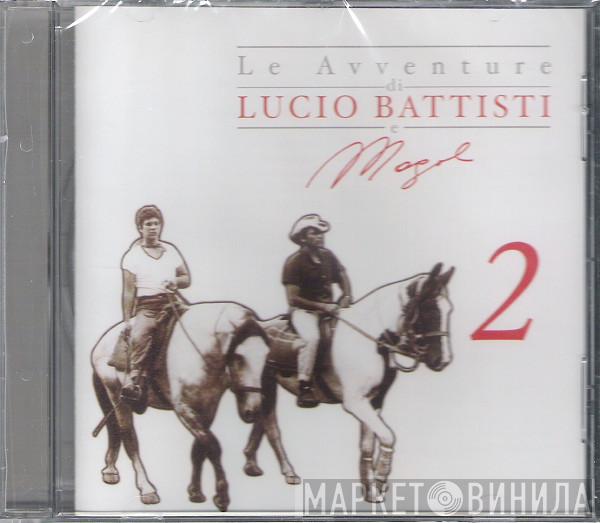 Le Avventure
di
LUCIO BATTISTI
e
Mogol
2
МАРКЕТ ВИНИЛА